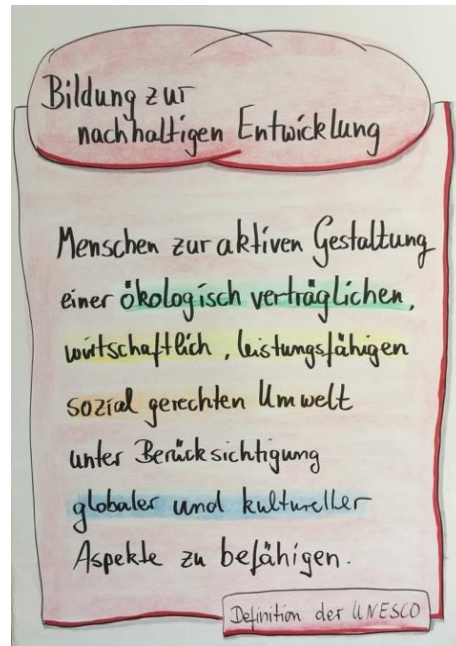 Bildung zur
nachhaltigen Entwicklung
Menschen zur aktiven Gestaltung
einer ökologisch verträglichen,
wirtschaftlich, leistungsfähigen
sozial gerechten Umwelt
unter Berücksichtigung
globaler und kultureller
Aspekte zu befähigen.
Definition der UNESCO